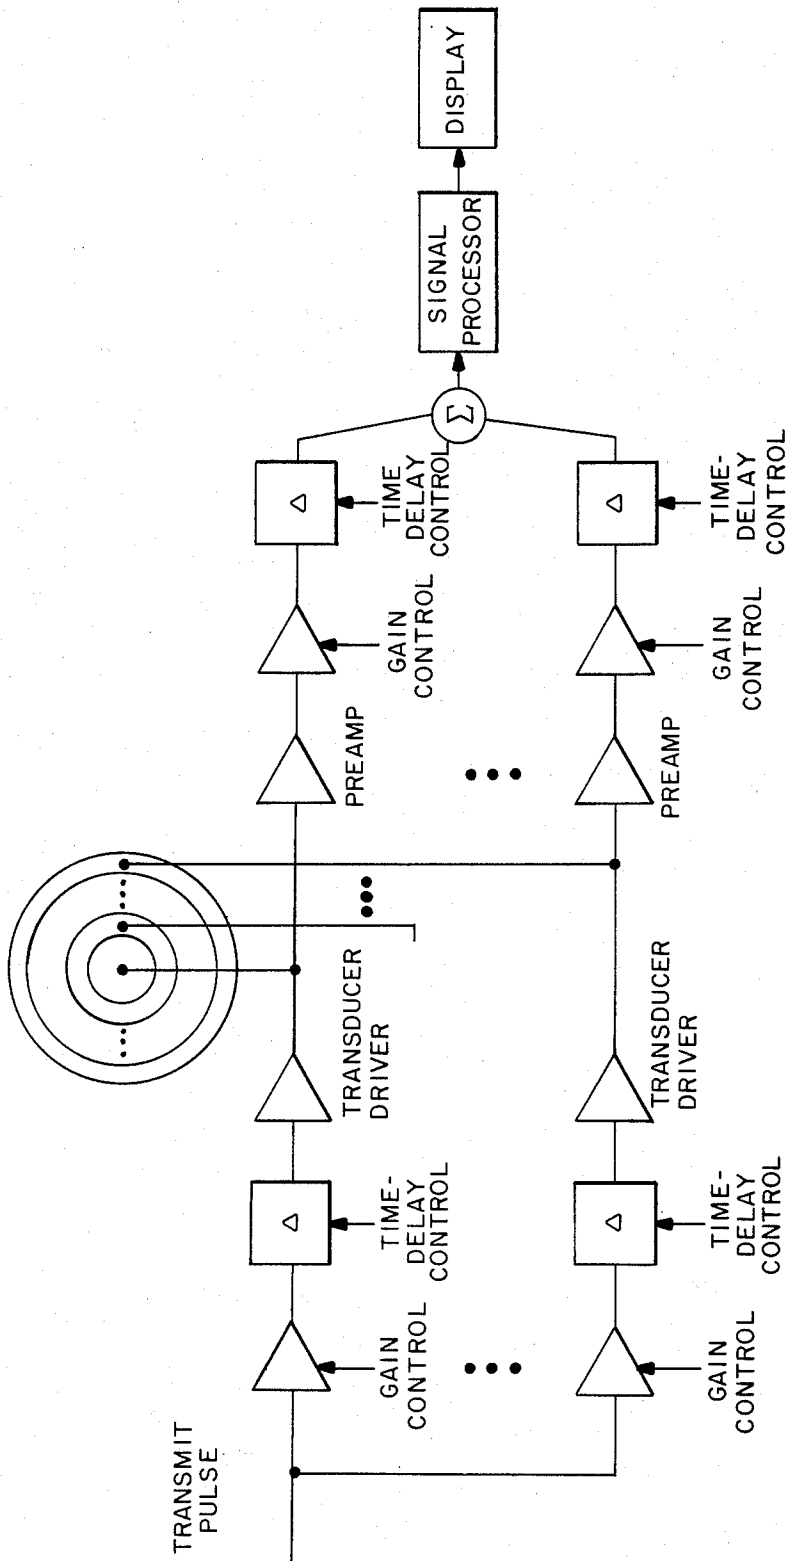 TRANSMIT
PULSE
GAIN
CONTROL
Δ
TIME-
DELAY
CONTROL
TRANSDUCER
DRIVER
PREAMP
GAIN
CONTROL
Δ
TIME
DELAY
CONTROL
Σ
SIGNAL
PROCESSOR
DISPLAY
GAIN
CONTROL
Δ
TIME-
DELAY
CONTROL
TRANSDUCER
DRIVER
PREAMP
GAIN
CONTROL
Δ
TIME-
DELAY
CONTROL